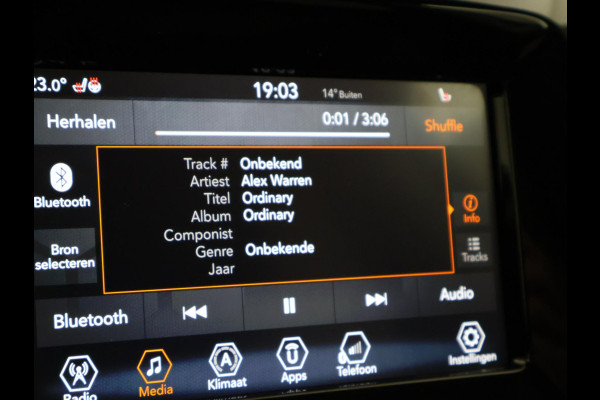 23.0° 19:03 14° Buiten
Herhalen 0:01 / 3:06 Shuffle
Bluetooth
Bron
selecteren
Track # Onbekend
Artiest Alex Warren
Titel Ordinary
Album Ordinary
Componist
Genre Onbekende
Jaar
Info
Tracks
Bluetooth Audio
Radio Media Klimaat Apps Telefoon Instellingen